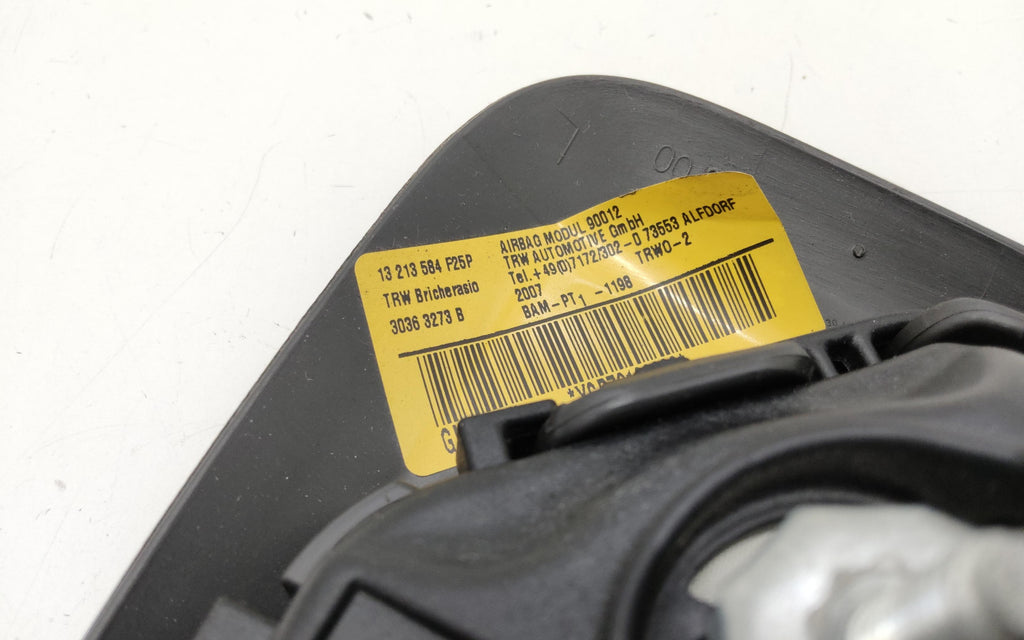 13 213 584 F25P
TRW Bricherasio
3036 3273 B
AIRBAG MODUL 90012
TRW AUTOMOTIVE GmbH
Tel.+49(0)7172/302-0 73553 ALFDORF
2007 TRWO-2
BAM-PT1 -1198